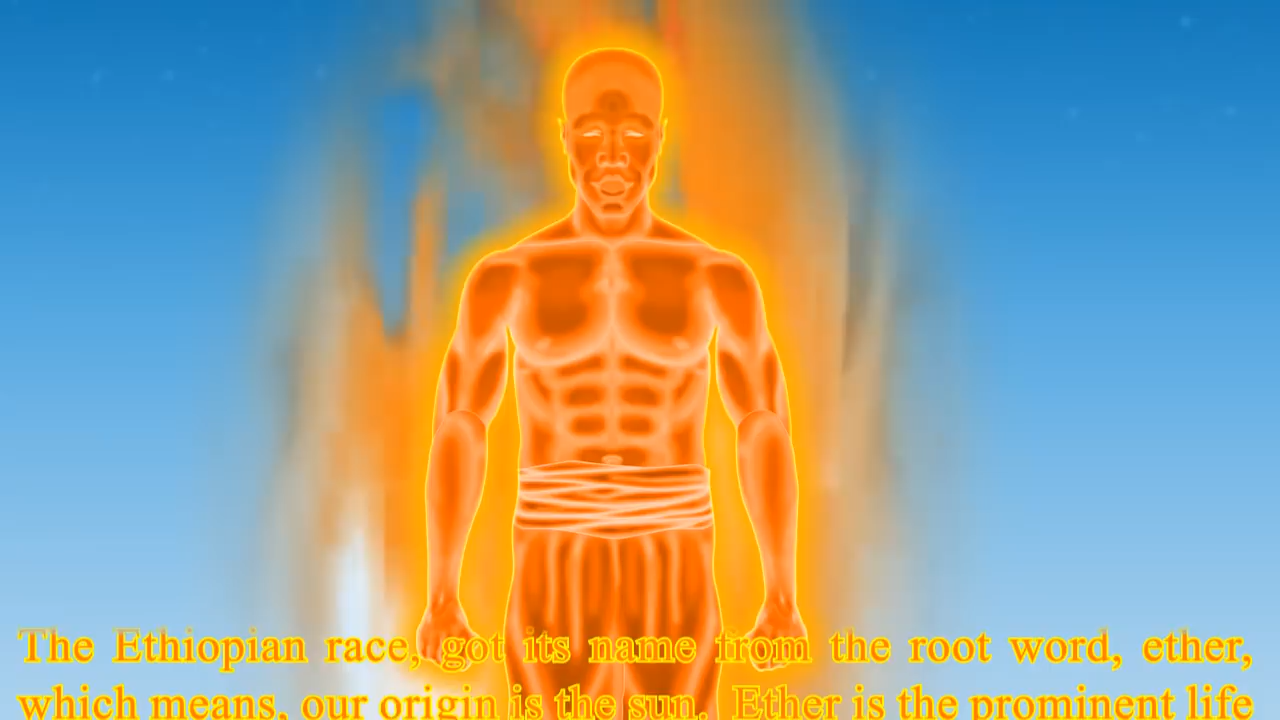 The Ethiopian race, got its name from the root word, ether,
which means, our origin is the sun. Ether is the prominent life